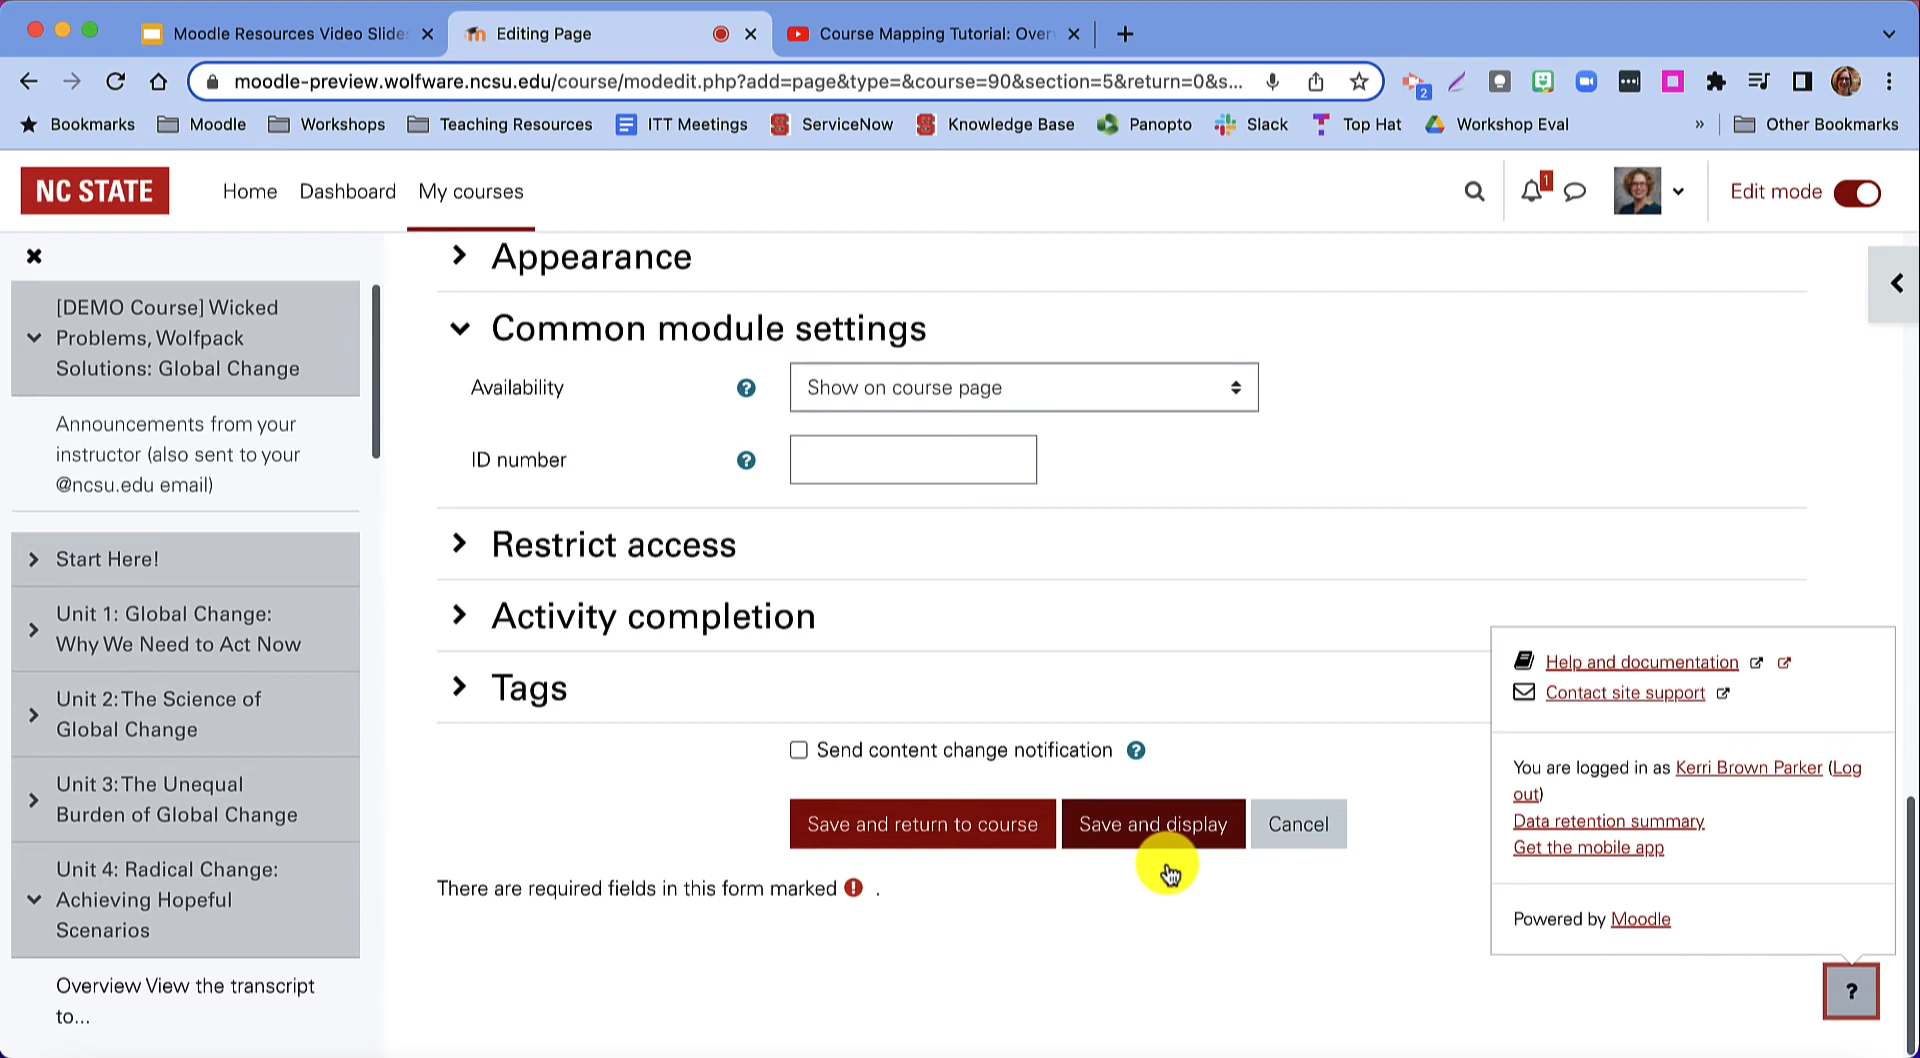 Moodle Resources Video Slide
Editing Page
Course Mapping Tutorial: Over
moodle-preview.wolfware.ncsu.edu/course/modedit.php?add=page&type=&course=90&section=5&return=0&s...
2
Bookmarks
Moodle
Workshops
Teaching Resources
ITT Meetings
ServiceNow
Knowledge Base
Panopto
Slack
Top Hat
Workshop Eval
»
Other Bookmarks
NC STATE
Home
Dashboard
My courses
1
Edit mode
[DEMO Course] Wicked
Problems, Wolfpack
Solutions: Global Change
Announcements from your
instructor (also sent to your
@ncsu.edu email)
Start Here!
Unit 1: Global Change:
Why We Need to Act Now
Unit 2: The Science of
Global Change
Unit 3: The Unequal
Burden of Global Change
Unit 4: Radical Change:
Achieving Hopeful
Scenarios
Overview View the transcript
to...
Appearance
Common module settings
Availability
?
Show on course page
ID number
?
Restrict access
Activity completion
Tags
Send content change notification ?
Save and return to course
Save and display
Cancel
There are required fields in this form marked ! .
Help and documentation
Contact site support
You are logged in as Kerri Brown Parker (Log
out)
Data retention summary
Get the mobile app
Powered by Moodle
?